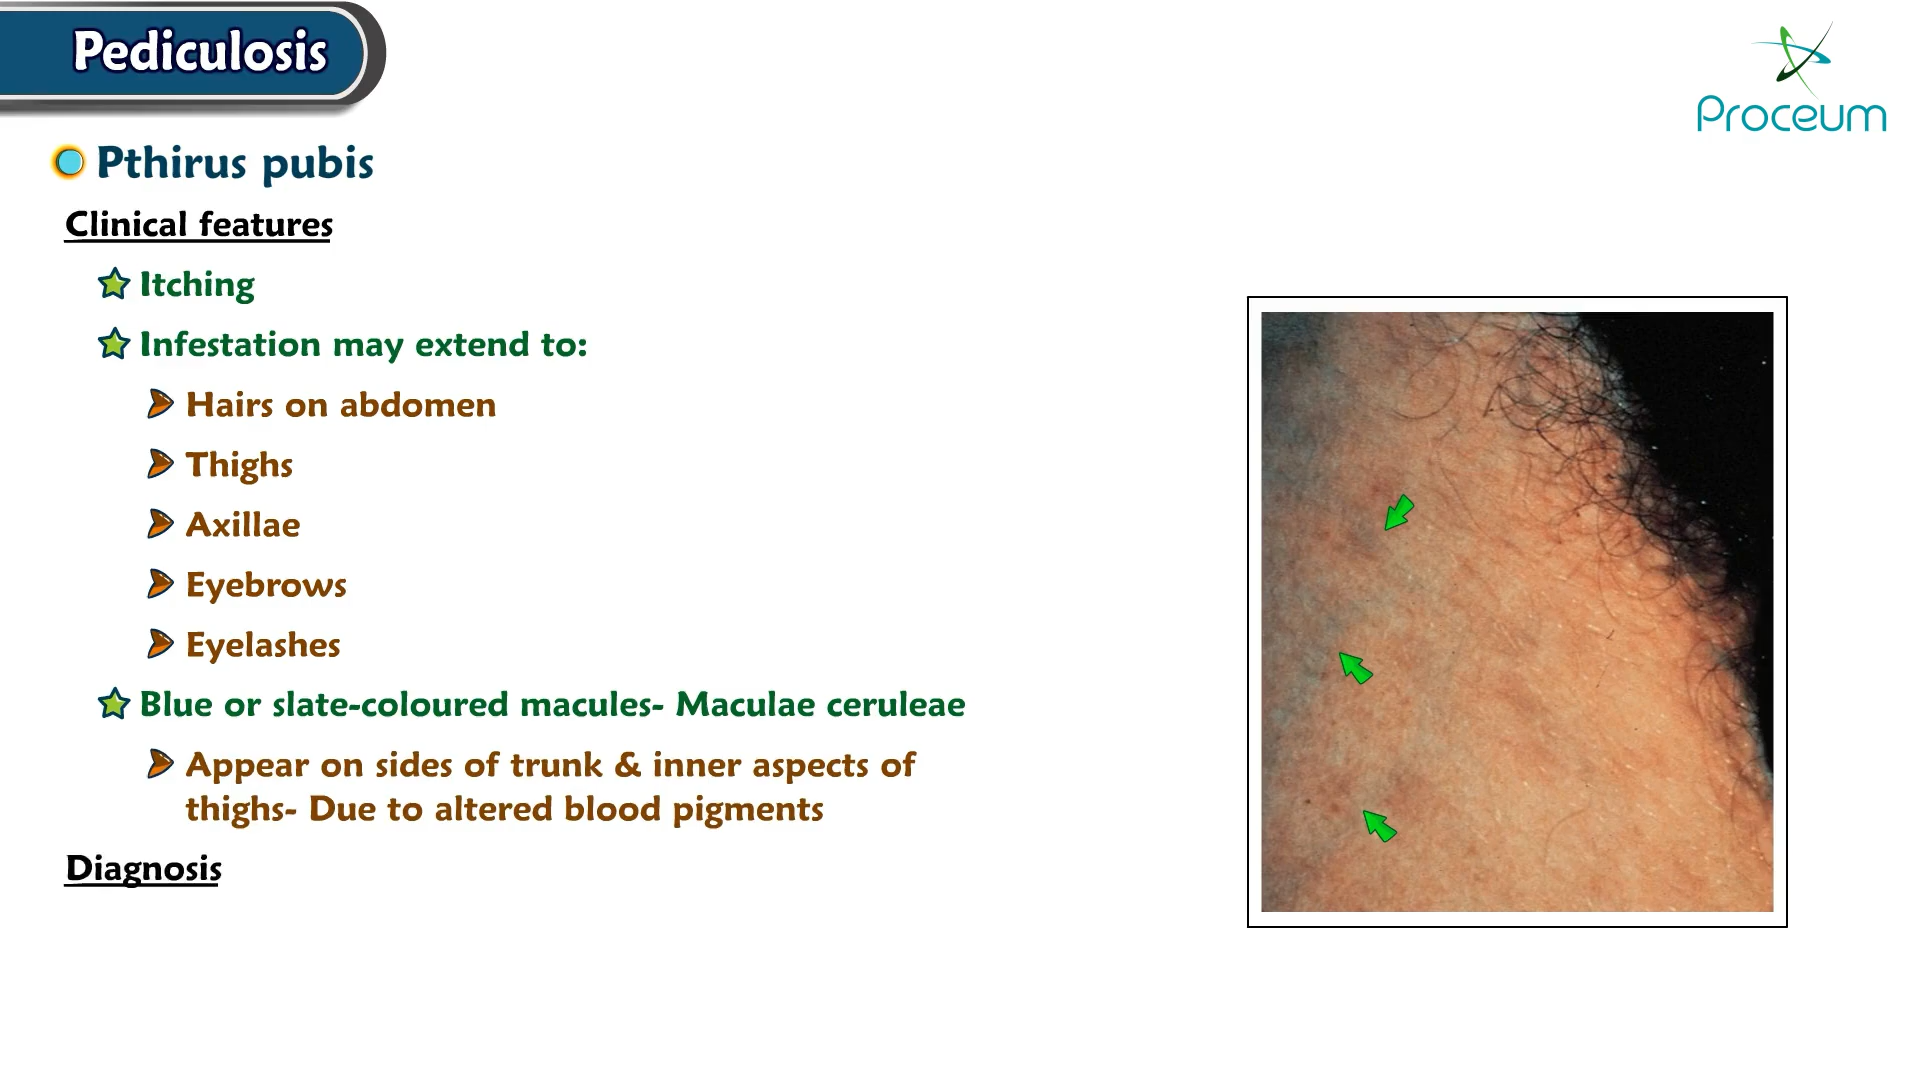 Pediculosis
Proceum
Pthirus pubis
Clinical features
Itching
Infestation may extend to:
Hairs on abdomen
Thighs
Axillae
Eyebrows
Eyelashes
Blue or slate-coloured macules- Maculae ceruleae
Appear on sides of trunk & inner aspects of
thighs- Due to altered blood pigments
Diagnosis